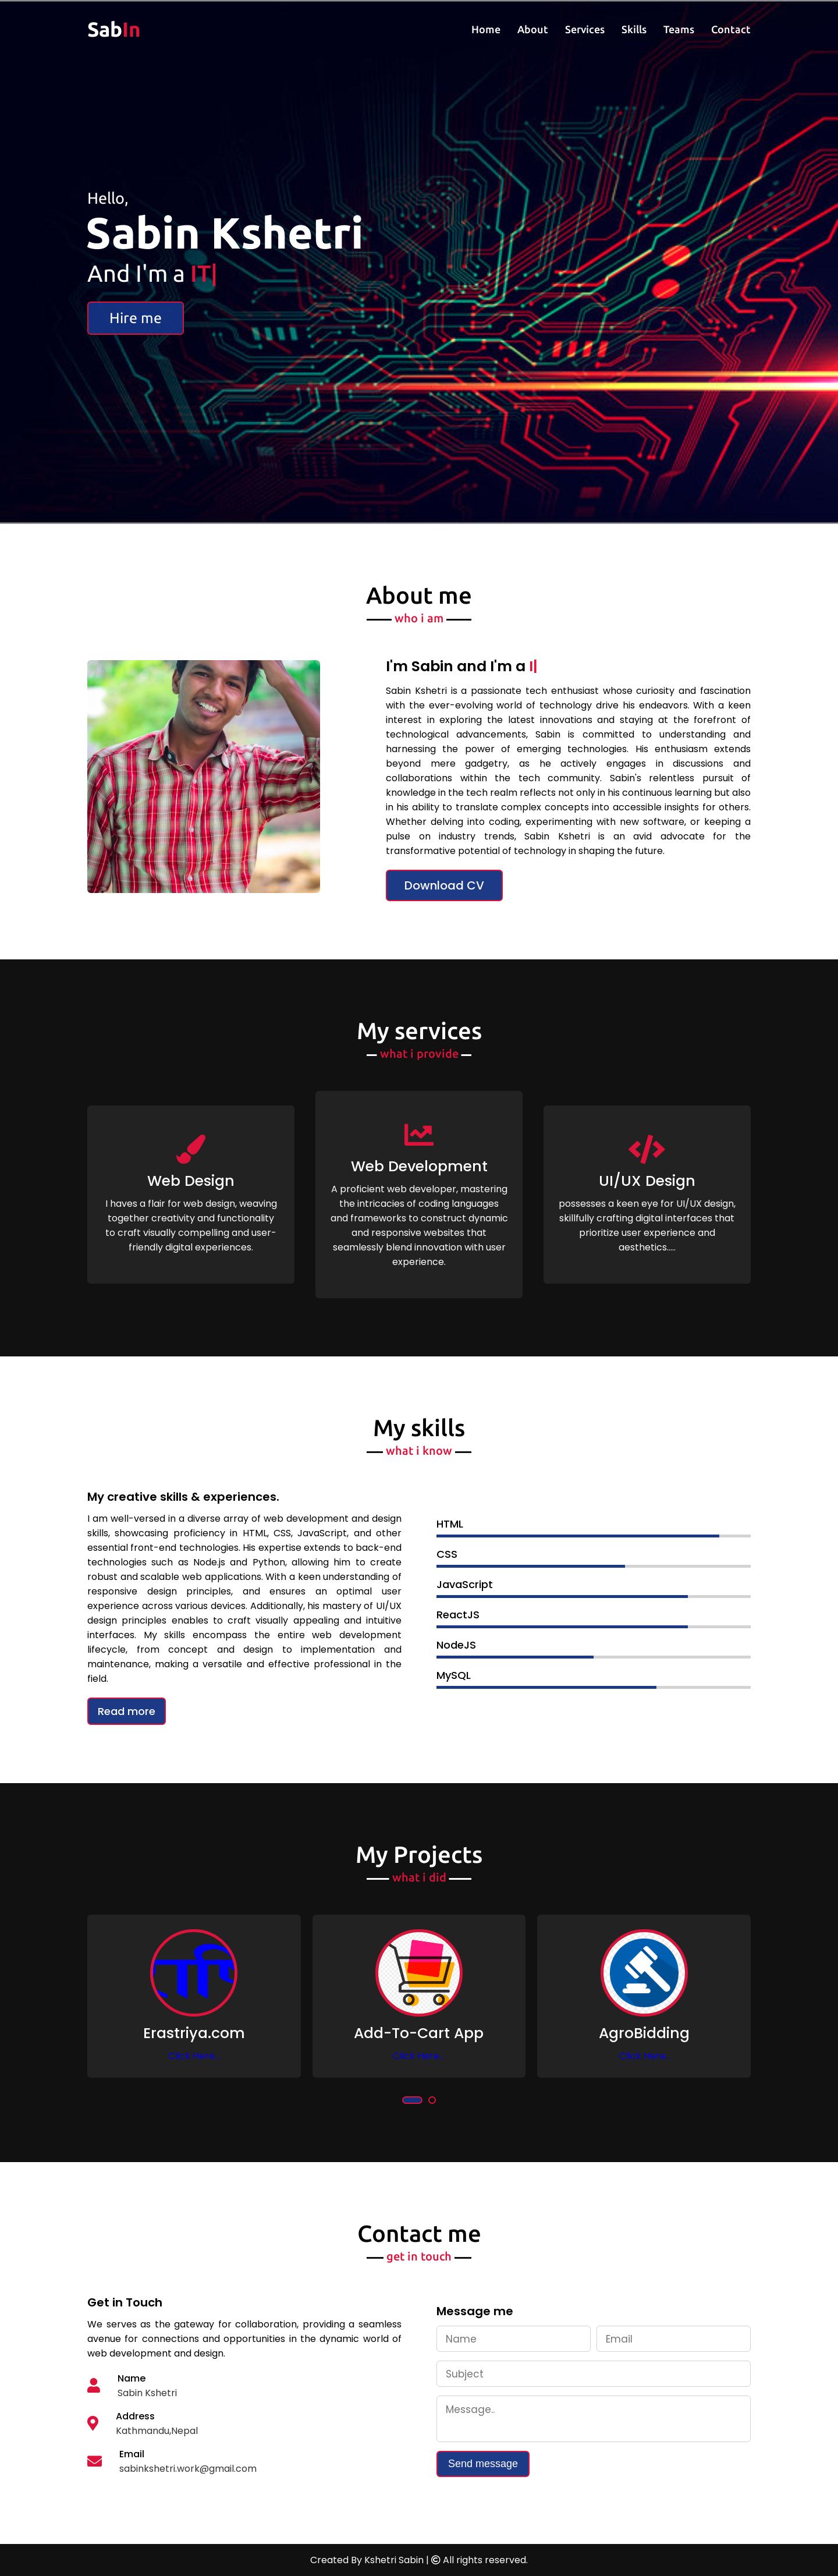 SabIn
Home About Services Skills Teams Contact
Hello,
Sabin Kshetri
And I'm a IT|
Hire me
About me
who i am
I'm Sabin and I'm a I|
Sabin Kshetri is a passionate tech enthusiast whose curiosity and fascination
with the ever-evolving world of technology drive his endeavors. With a keen
interest in exploring the latest innovations and staying at the forefront of
technological advancements, Sabin is committed to understanding and
harnessing the power of emerging technologies. His enthusiasm extends
beyond mere gadgetry, as he actively engages in discussions and
collaborations within the tech community. Sabin's relentless pursuit of
knowledge in the tech realm reflects not only in his continuous learning but also
in his ability to translate complex concepts into accessible insights for others.
Whether delving into coding, experimenting with new software, or keeping a
pulse on industry trends, Sabin Kshetri is an avid advocate for the
transformative potential of technology in shaping the future.
Download CV
My services
what i provide
Web Design
I haves a flair for web design, weaving
together creativity and functionality
to craft visually compelling and user-
friendly digital experiences.
Web Development
A proficient web developer, mastering
the intricacies of coding languages
and frameworks to construct dynamic
and responsive websites that
seamlessly blend innovation with user
experience.
UI/UX Design
possesses a keen eye for UI/UX design,
skillfully crafting digital interfaces that
prioritize user experience and
aesthetics.....
My skills
what i know
My creative skills & experiences.
I am well-versed in a diverse array of web development and design
skills, showcasing proficiency in HTML, CSS, JavaScript, and other
essential front-end technologies. His expertise extends to back-end
technologies such as Node.js and Python, allowing him to create
robust and scalable web applications. With a keen understanding of
responsive design principles, and ensures an optimal user
experience across various devices. Additionally, his mastery of UI/UX
design principles enables to craft visually appealing and intuitive
interfaces. My skills encompass the entire web development
lifecycle, from concept and design to implementation and
maintenance, making a versatile and effective professional in the
field.
Read more
HTML
CSS
JavaScript
ReactJS
NodeJS
MySQL
My Projects
what i did
Erastriya.com
Click Here..
Add-To-Cart App
Click Here..
AgroBidding
Click Here..
Contact me
get in touch
Get in Touch
We serves as the gateway for collaboration, providing a seamless
avenue for connections and opportunities in the dynamic world of
web development and design.
Name
Sabin Kshetri
Address
Kathmandu,Nepal
Email
sabinkshetri.work@gmail.com
Message me
Name
Email
Subject
Message..
Send message
Created By Kshetri Sabin | © All rights reserved.